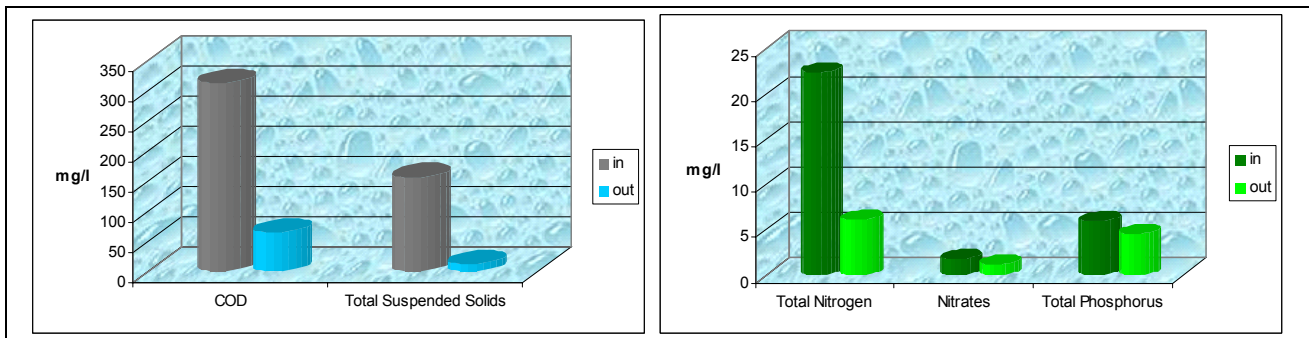 350
300
250
200
150
100
50
0
mg/l
COD
Total Suspended Solids
in
out
25
20
15
10
5
0
mg/l
Total Nitrogen
Nitrates
Total Phosphorus
in
out